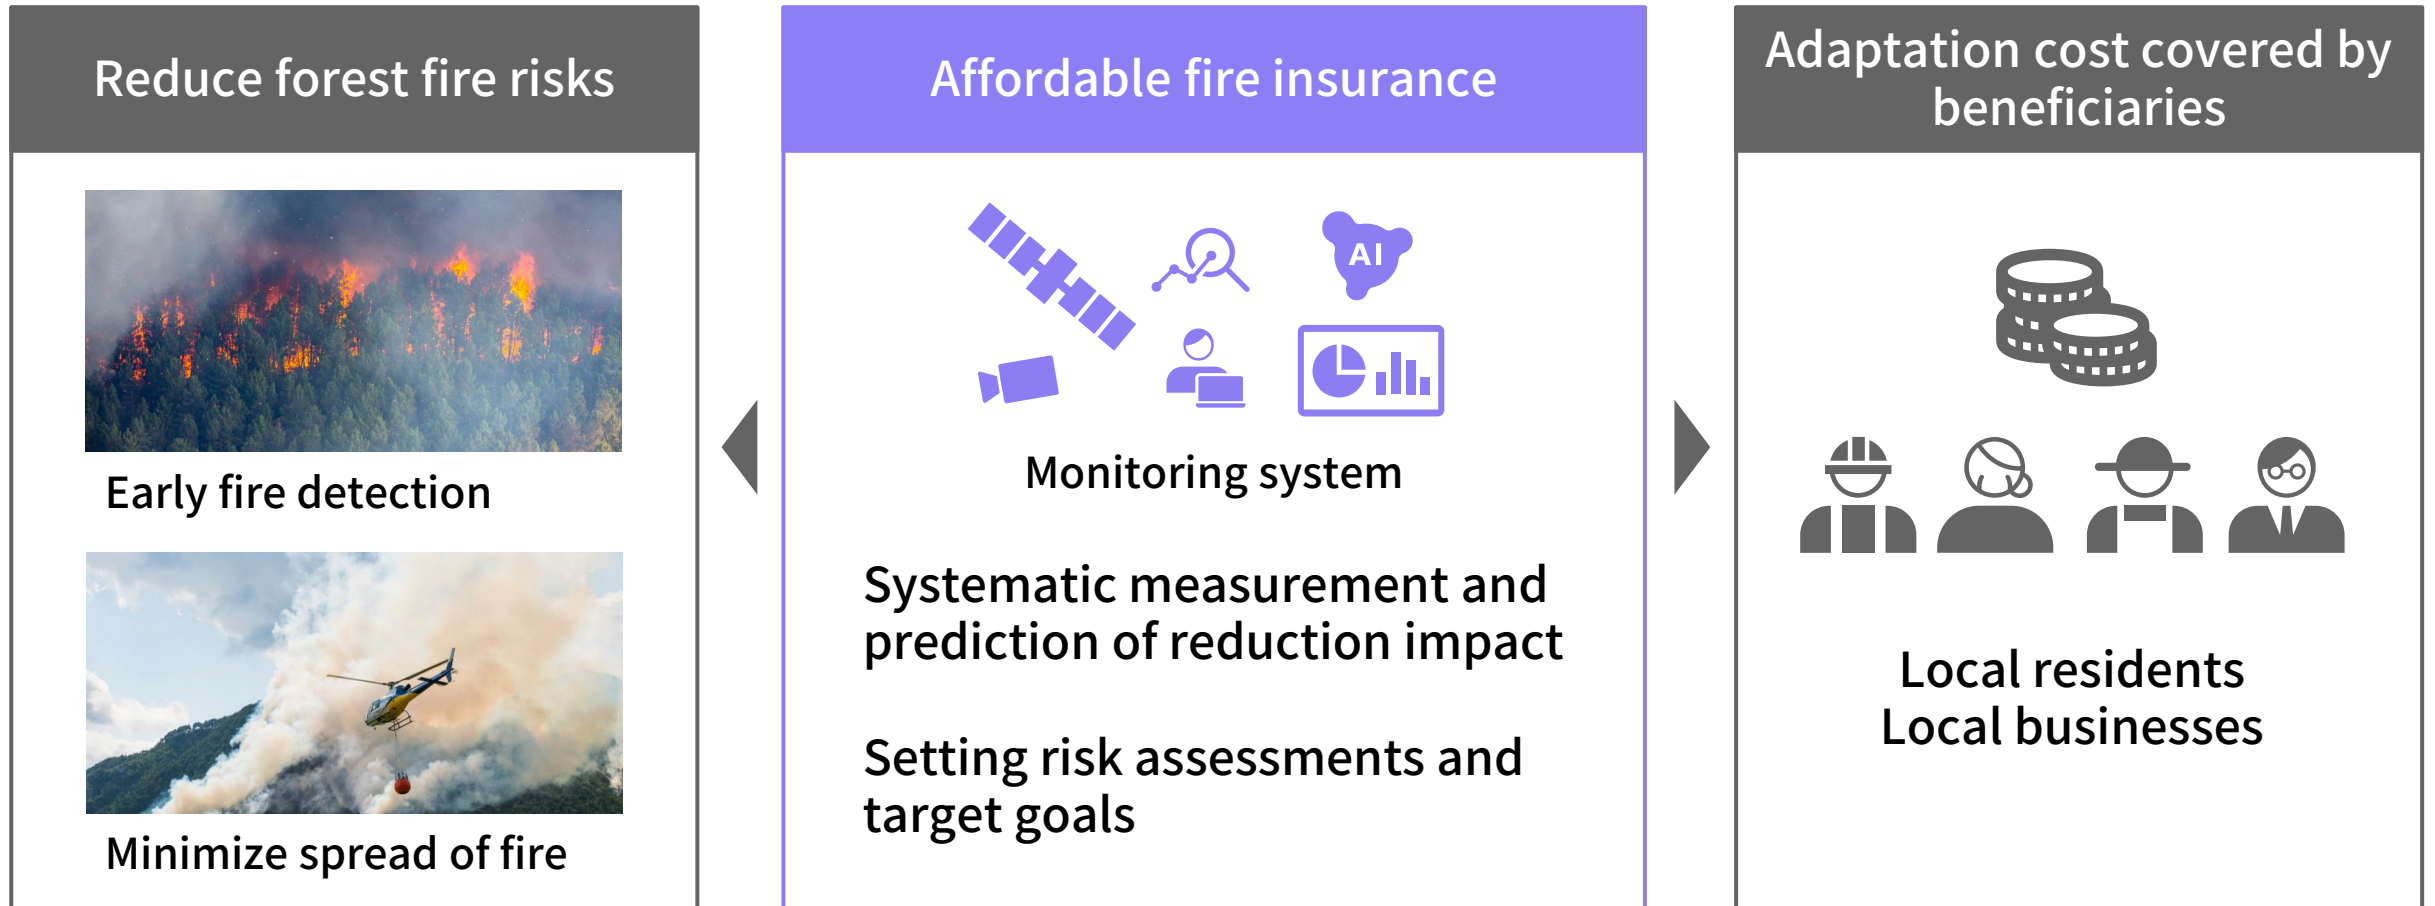 Reduce forest fire risks
Early fire detection
Minimize spread of fire
Affordable fire insurance
AI
Monitoring system
Systematic measurement and
prediction of reduction impact
Setting risk assessments and
target goals
Adaptation cost covered by
beneficiaries
Local residents
Local businesses